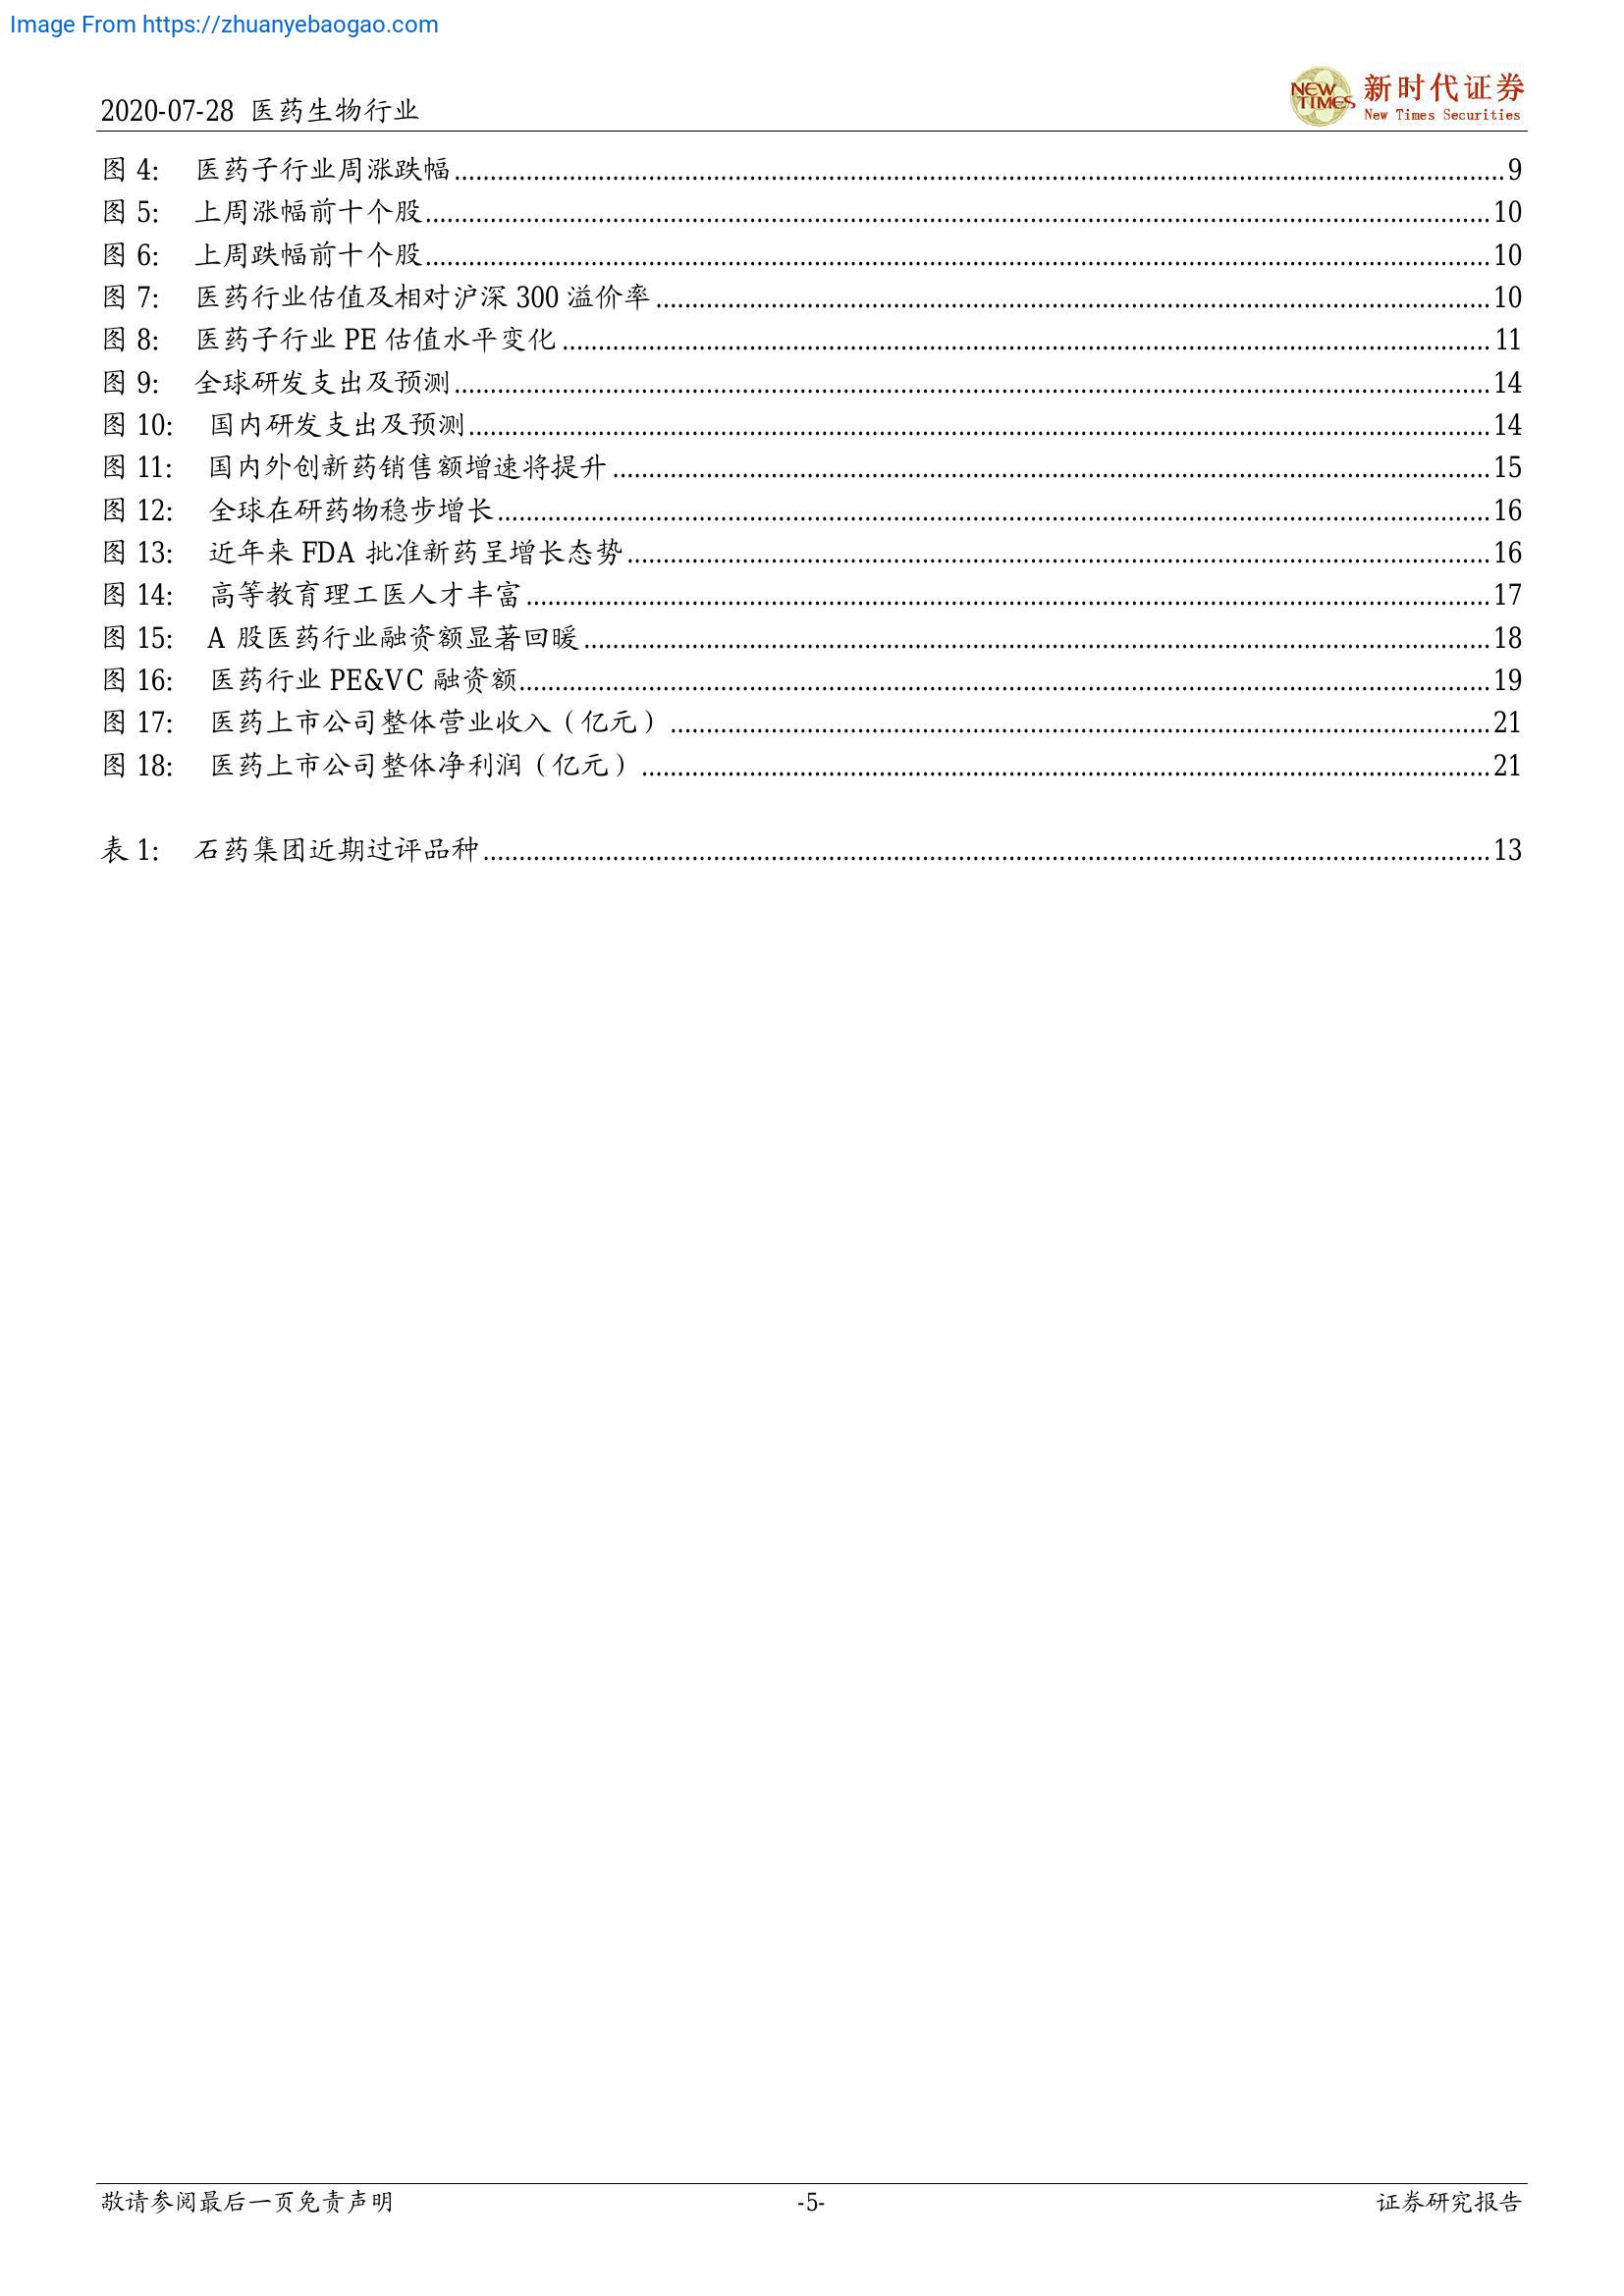 Image From https://zhuanyebaogao.com
2020-07-28 医药生物行业
NEW TIMES
新时代证券
New Times Securities
图 4: 医药子行业周涨跌幅 9
图 5: 上周涨幅前十个股 10
图 6: 上周跌幅前十个股 10
图 7: 医药行业估值及相对沪深 300 溢价率 10
图 8: 医药子行业 PE 估值水平变化 11
图 9: 全球研发支出及预测 14
图 10: 国内研发支出及预测 14
图 11: 国内外创新药销售额增速将提升 15
图 12: 全球在研药物稳步增长 16
图 13: 近年来 FDA 批准新药呈增长态势 16
图 14: 高等教育理工医人才丰富 17
图 15: A 股医药行业融资额显著回暖 18
图 16: 医药行业 PE&VC 融资额 19
图 17: 医药上市公司整体营业收入（亿元） 21
图 18: 医药上市公司整体净利润（亿元） 21
表 1: 石药集团近期过评品种 13
敬请参阅最后一页免责声明 -5- 证券研究报告